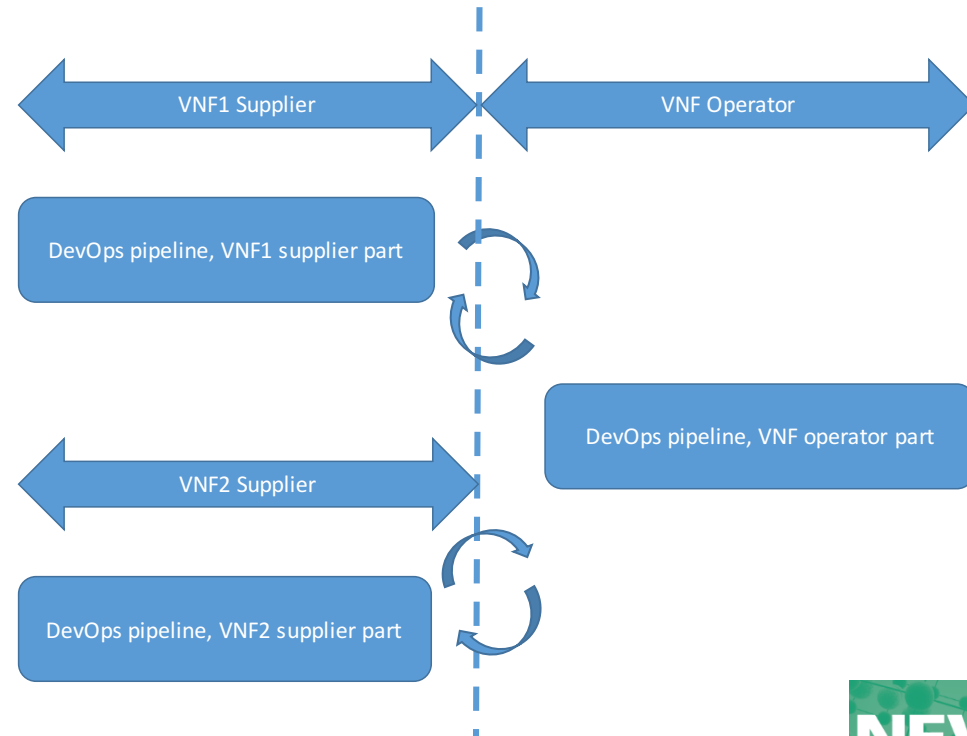 VNF1 Supplier
VNF Operator
DevOps pipeline, VNF1 supplier part
DevOps pipeline, VNF operator part
VNF2 Supplier
DevOps pipeline, VNF2 supplier part